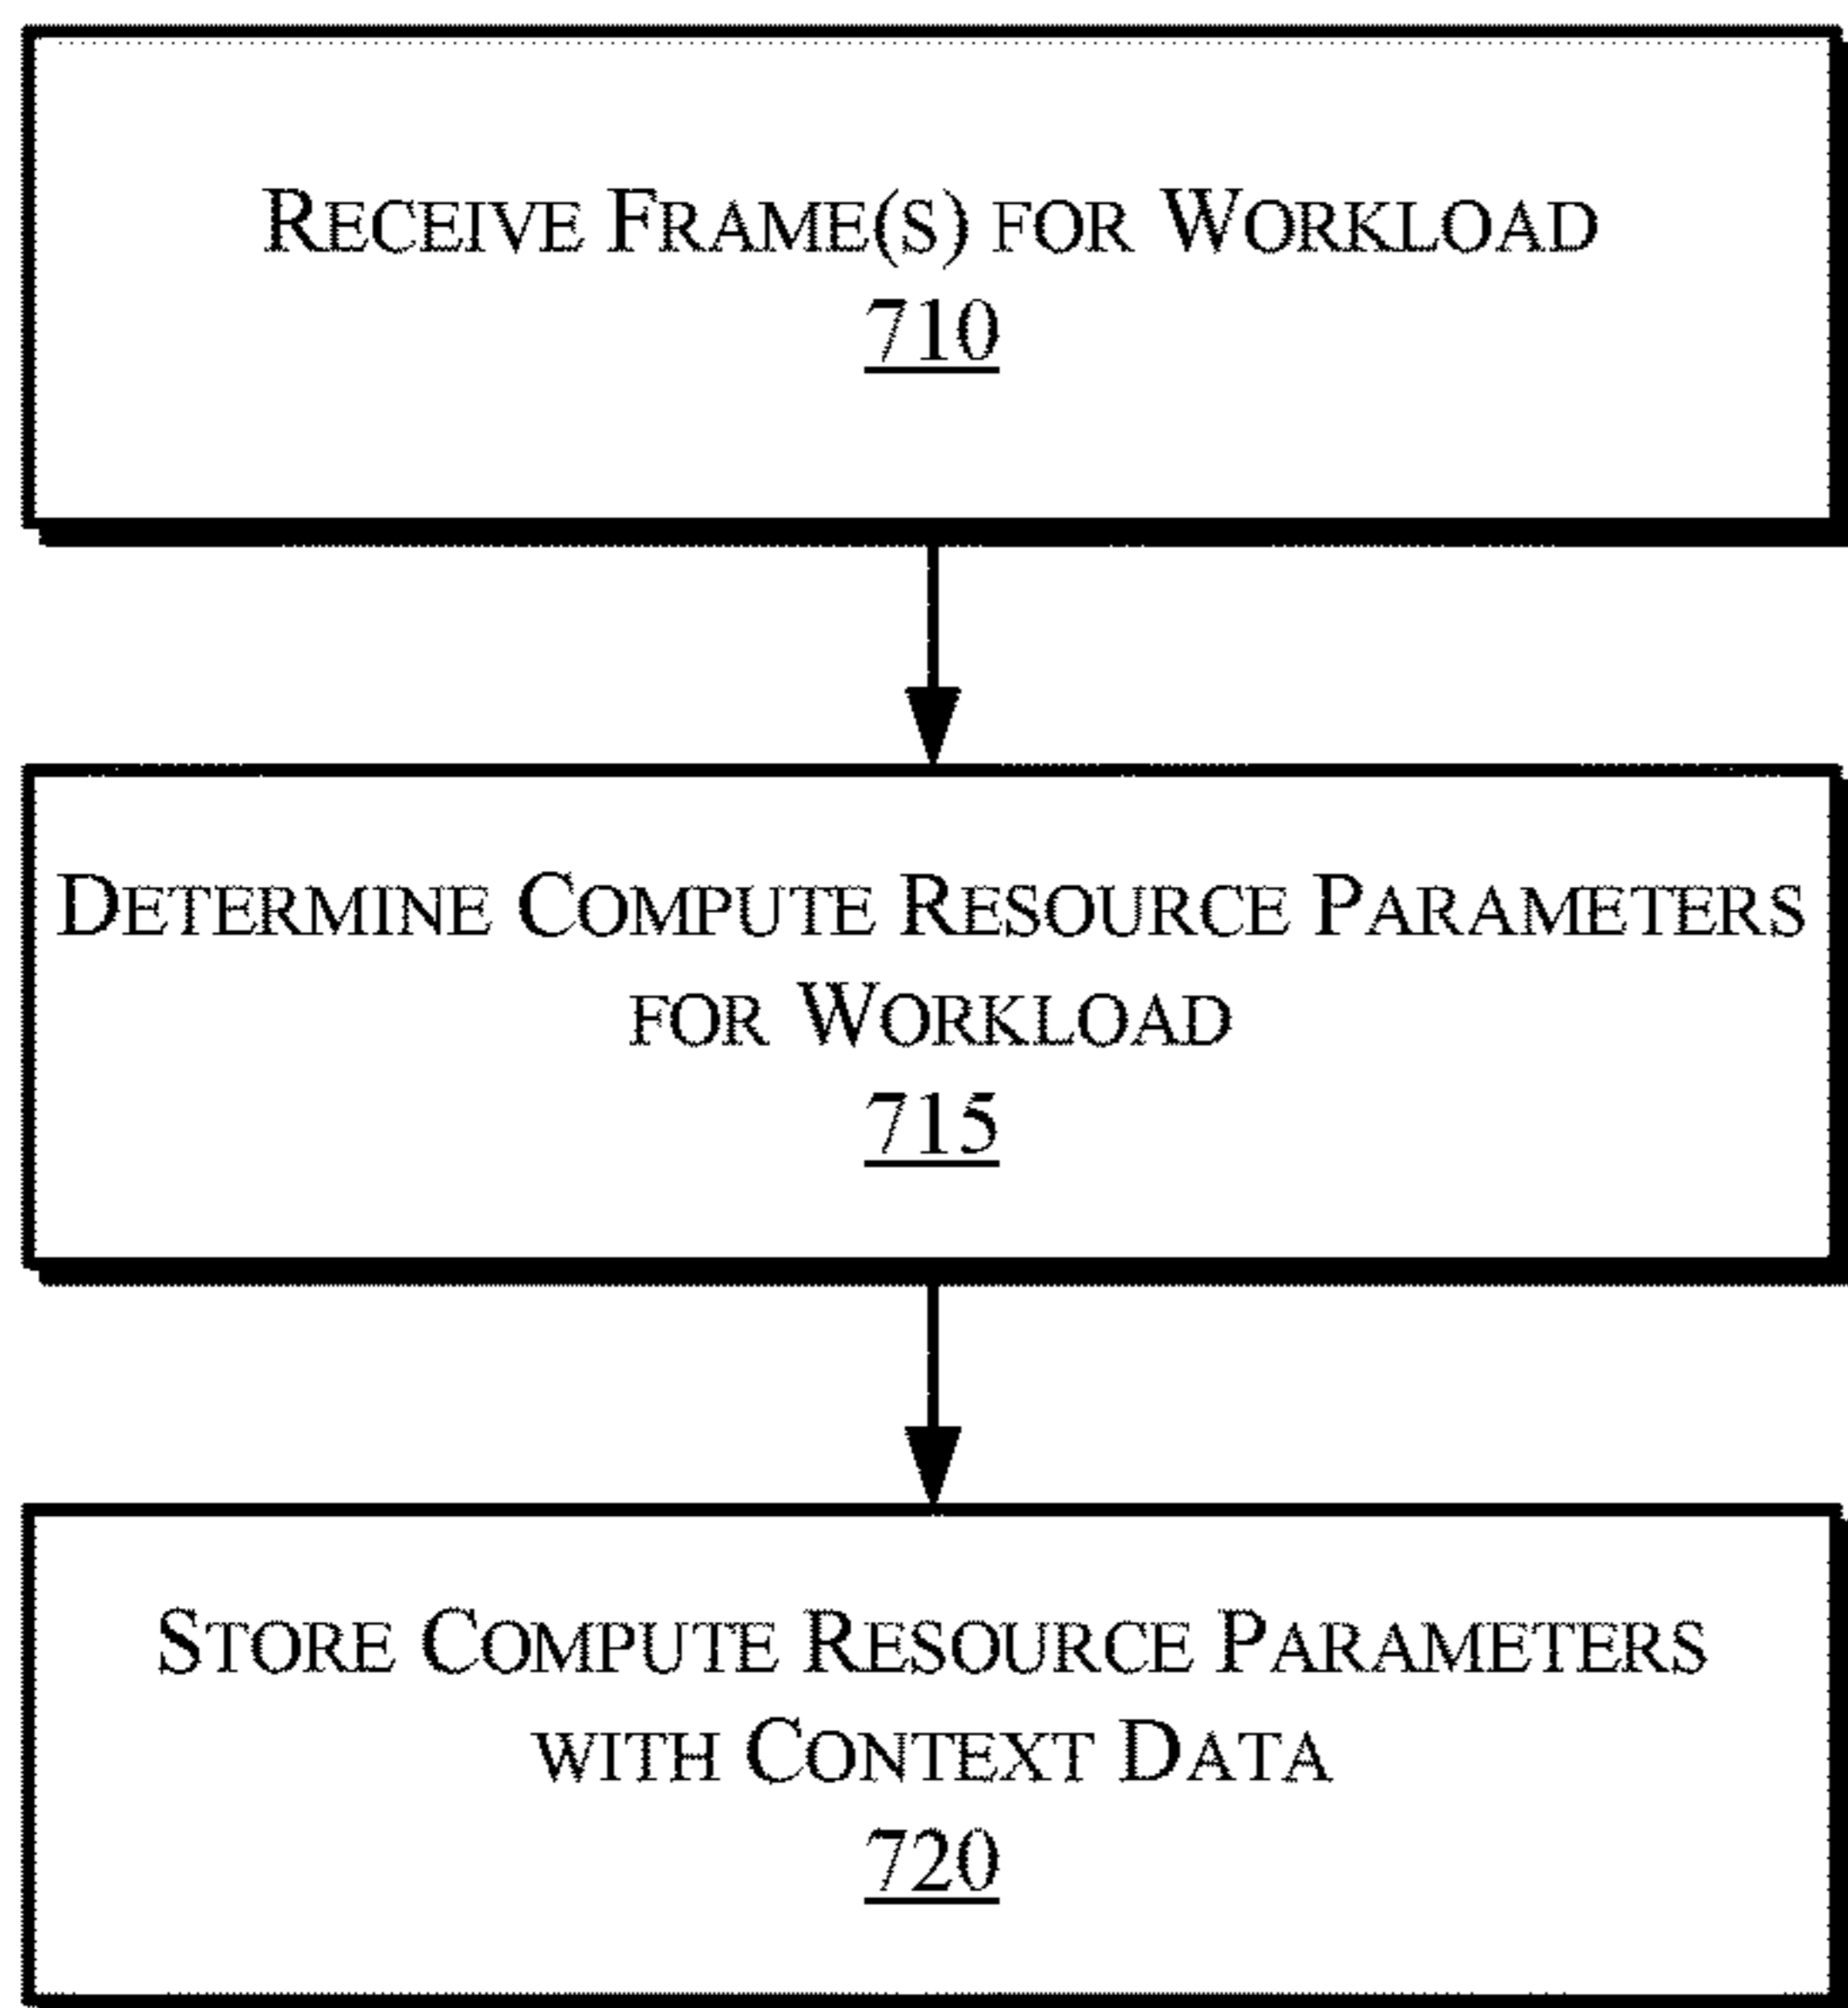 Receive Frame(s) for Workload
710
Determine Compute Resource Parameters
for Workload
715
Store Compute Resource Parameters
with Context Data
720